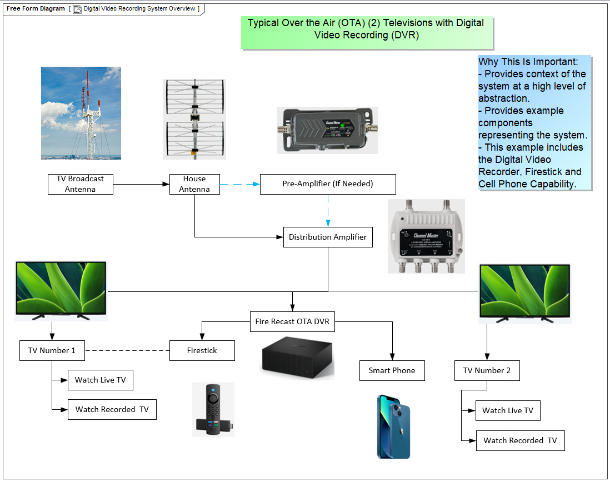 Free Form Diagram [ Digital Video Recording System Overview ]
Typical Over the Air (OTA) (2) Televisions with Digital
Video Recording (DVR)
Why This Is Important:
- Provides context of the
system at a high level of
abstraction.
- Provides example
components
representing the system.
- This example includes
the Digital Video
Recorder, Firestick and
Cell Phone Capability.
TV Broadcast
Antenna
House
Antenna
Pre-Amplifier (If Needed)
Distribution Amplifier
Channel Master
Fire Recast OTA DVR
TV Number 1
Firestick
Smart Phone
TV Number 2
Watch Live TV
Watch Recorded TV
Watch Live TV
Watch Recorded TV